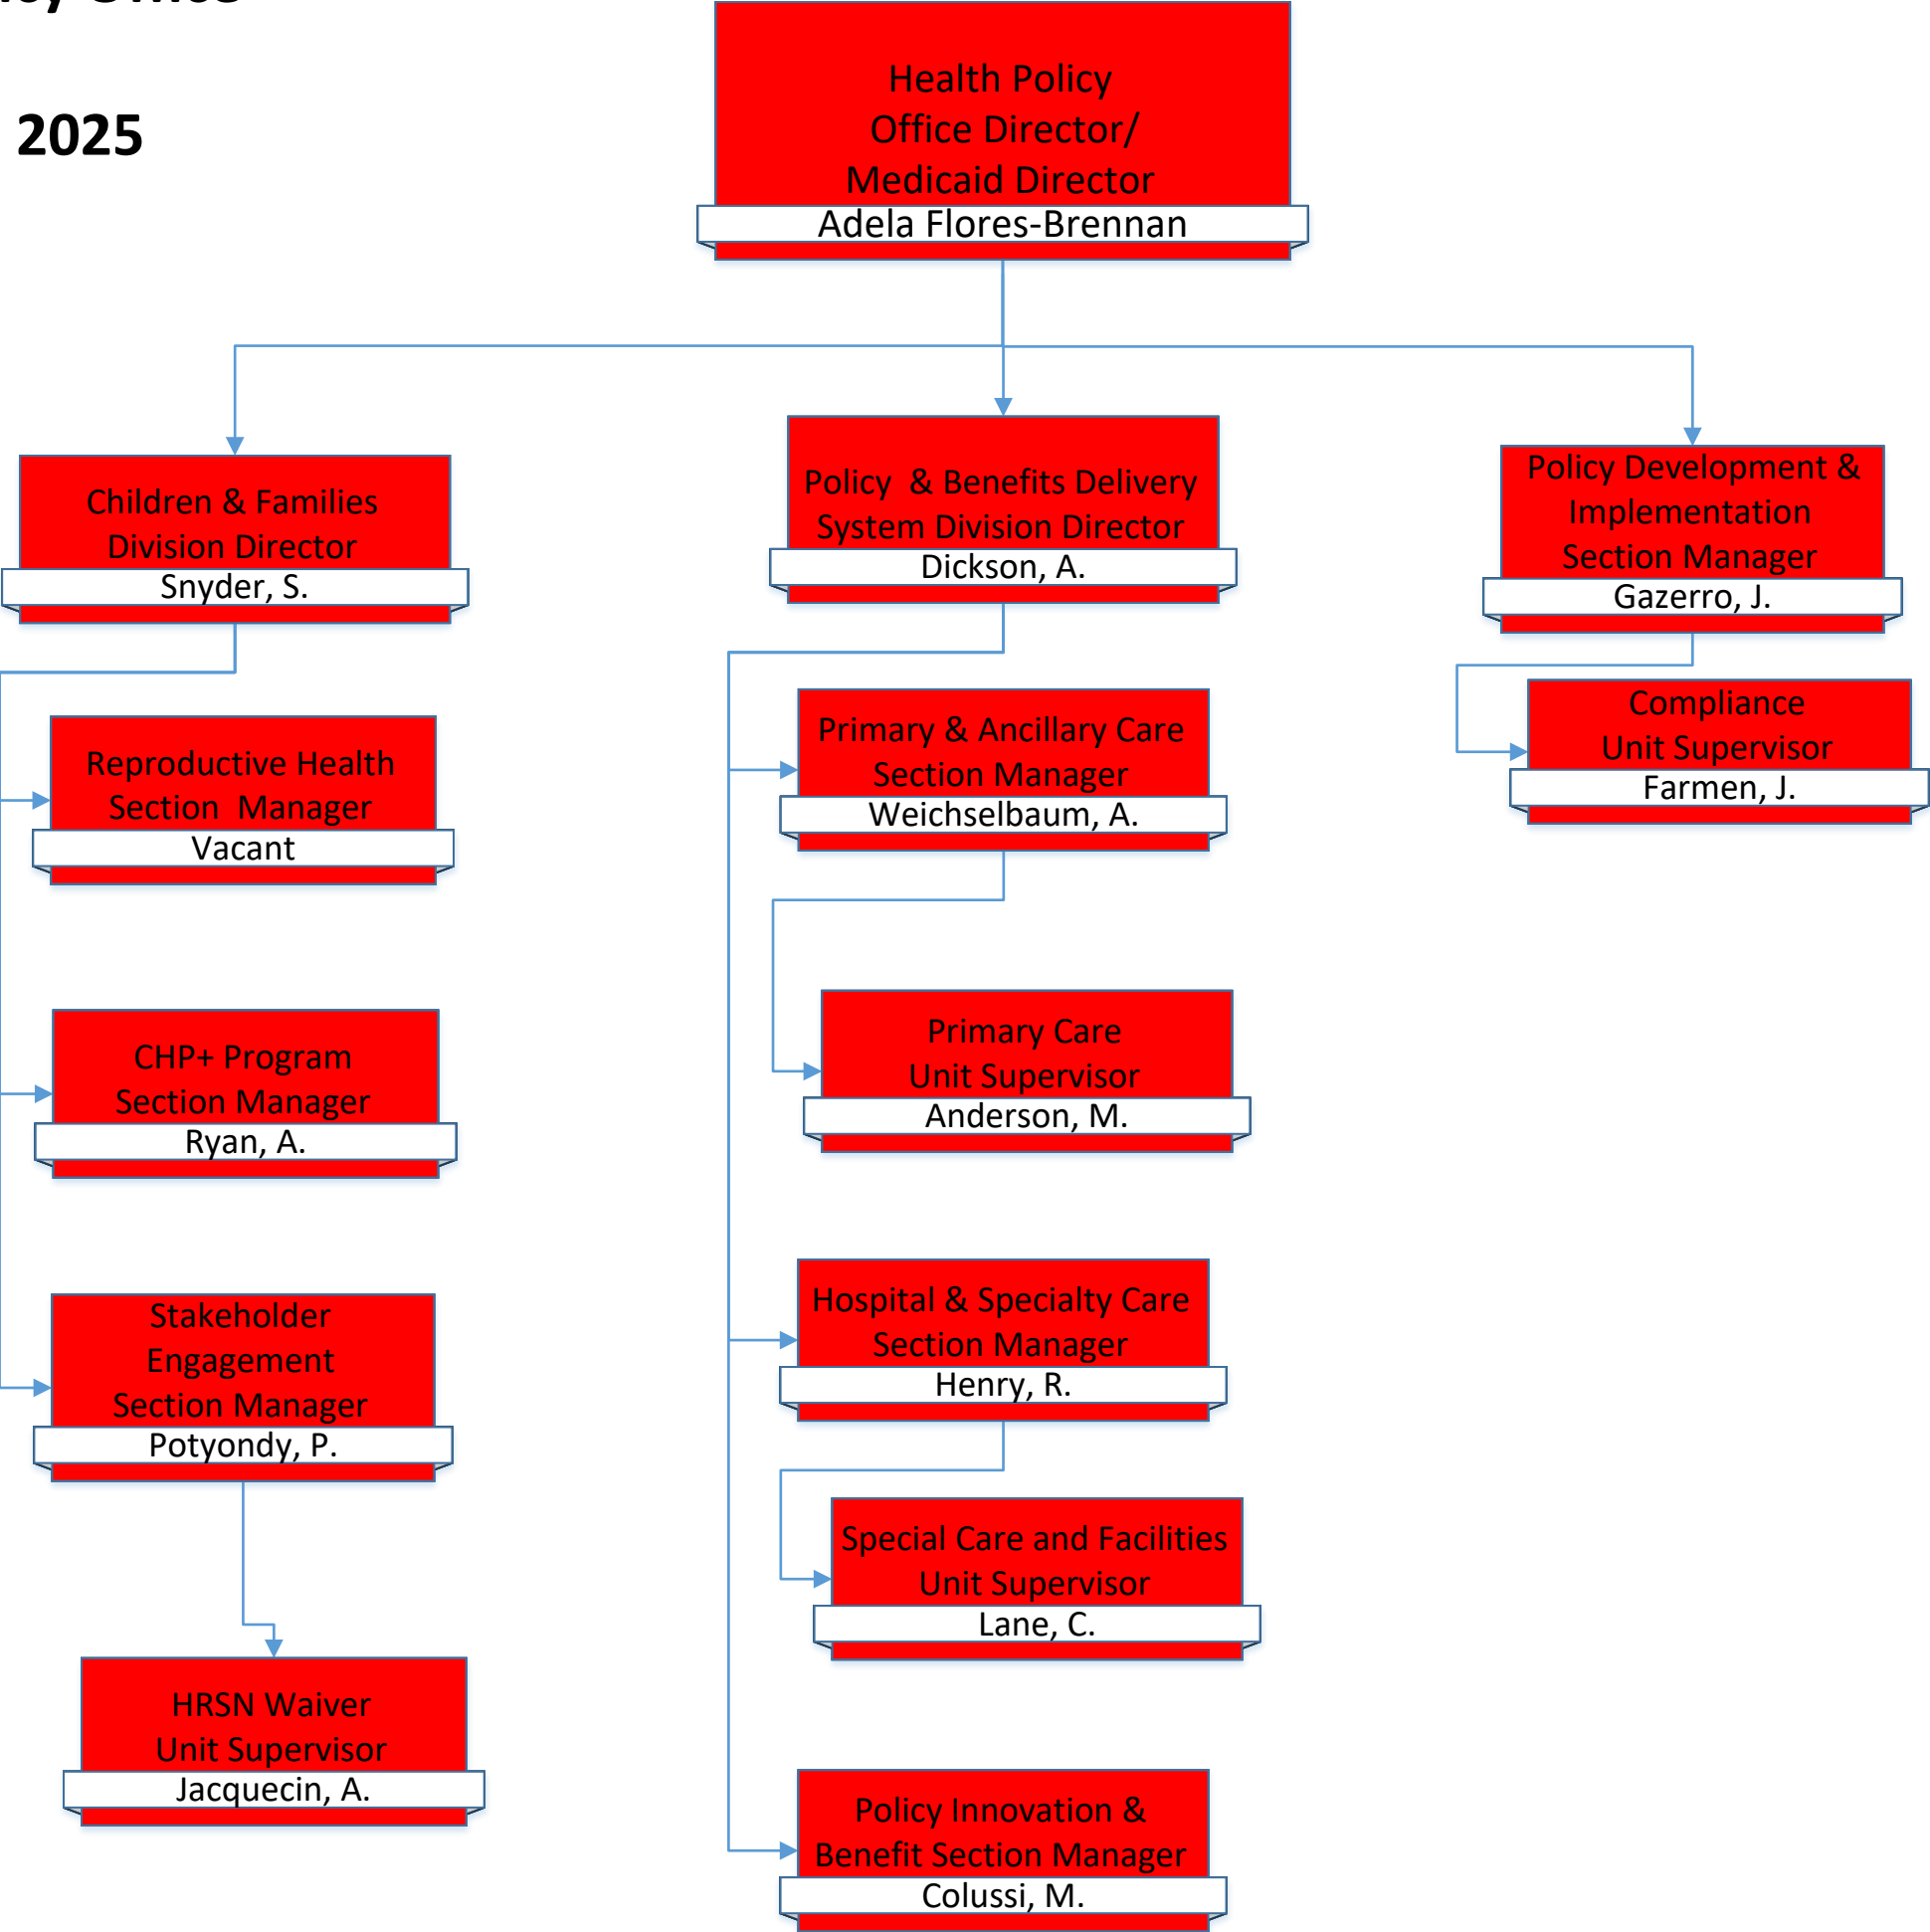 Office
2025
Health Policy
Office Director/
Medicaid Director
Adela Flores-Brennan
Children & Families
Division Director
Snyder, S.
Reproductive Health
Section Manager
Vacant
CHP+ Program
Section Manager
Ryan, A.
Stakeholder
Engagement
Section Manager
Potyondy, P.
HRSN Waiver
Unit Supervisor
Jacquecin, A.
Policy & Benefits Delivery
System Division Director
Dickson, A.
Primary & Ancillary Care
Section Manager
Weichselbaum, A.
Primary Care
Unit Supervisor
Anderson, M.
Hospital & Specialty Care
Section Manager
Henry, R.
Special Care and Facilities
Unit Supervisor
Lane, C.
Policy Innovation &
Benefit Section Manager
Colussi, M.
Policy Development &
Implementation
Section Manager
Gazerro, J.
Compliance
Unit Supervisor
Farmen, J.